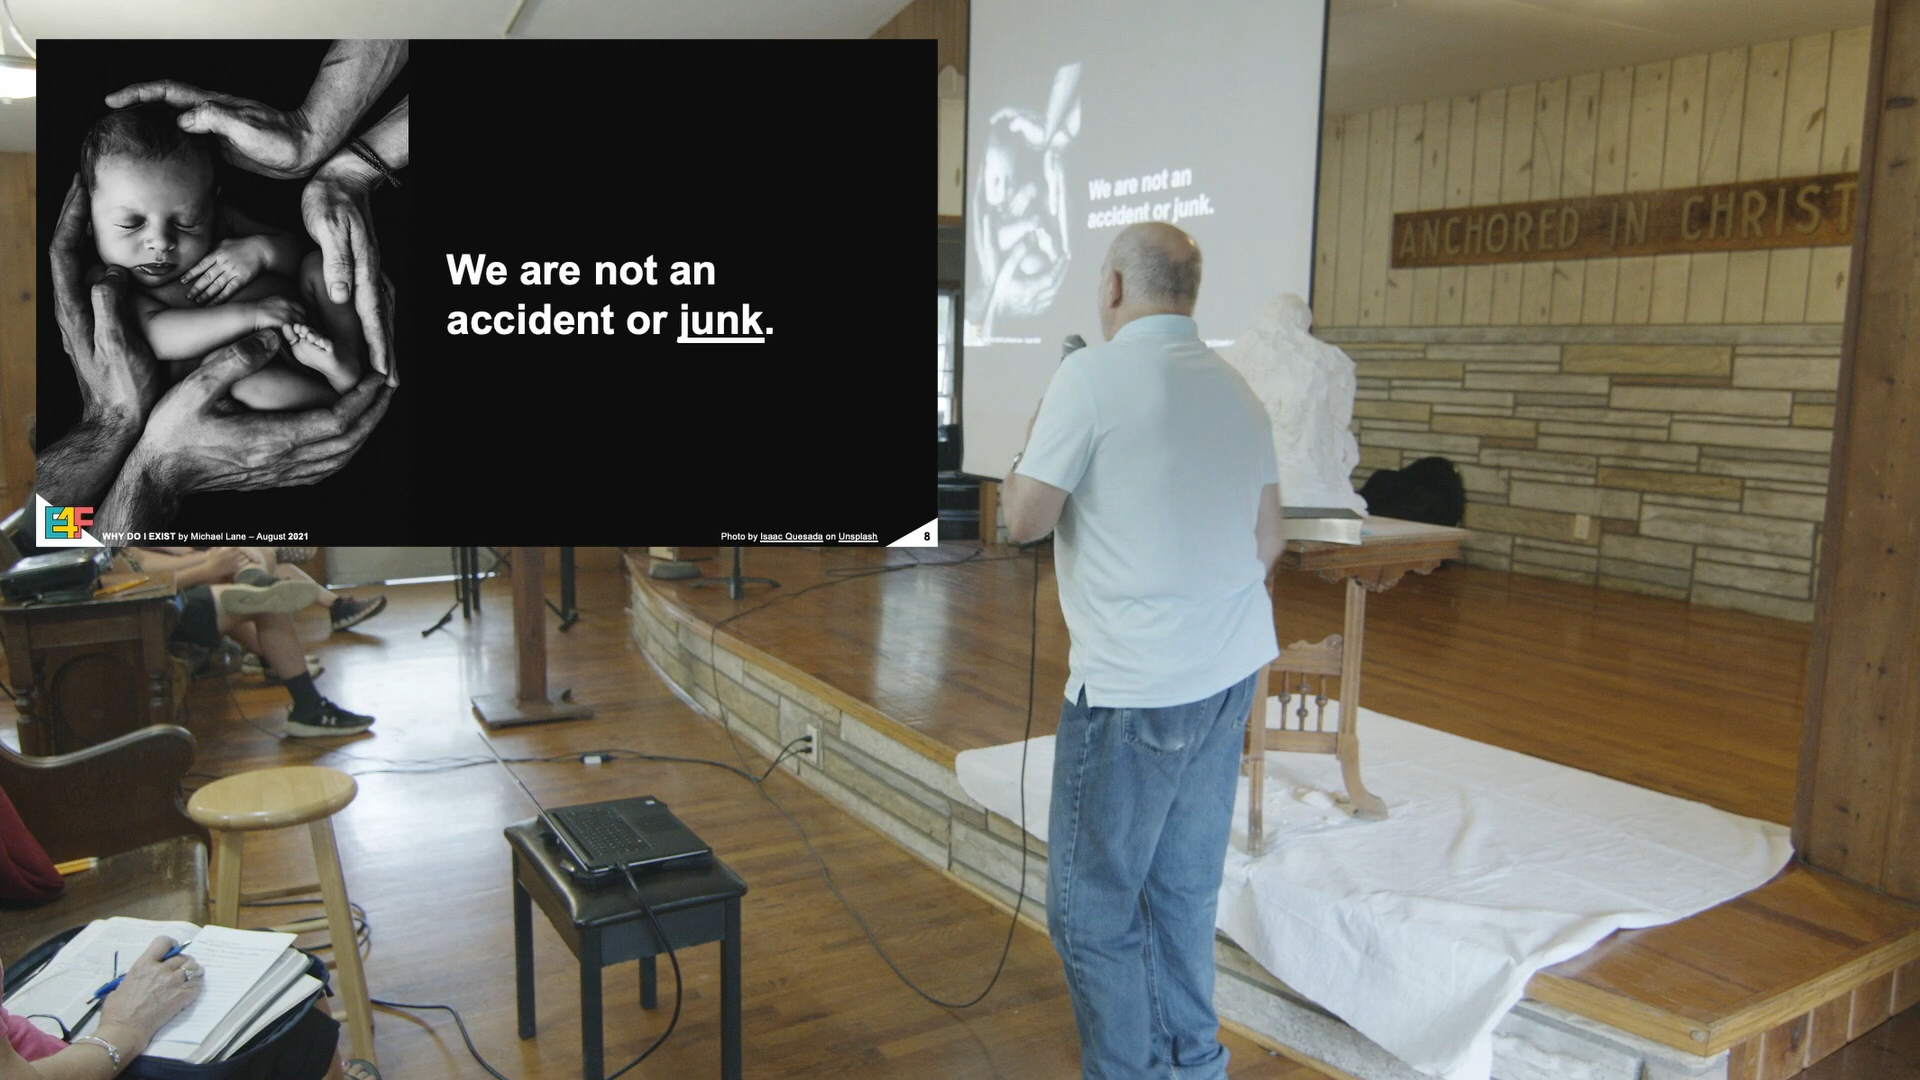 We are not an
accident or junk.
E4F
WHY DO I EXIST by Michael Lane – August 2021
Photo by Isaac Quesada on Unsplash
8
We are not an
accident or junk.
ANCHORED IN CHRIST